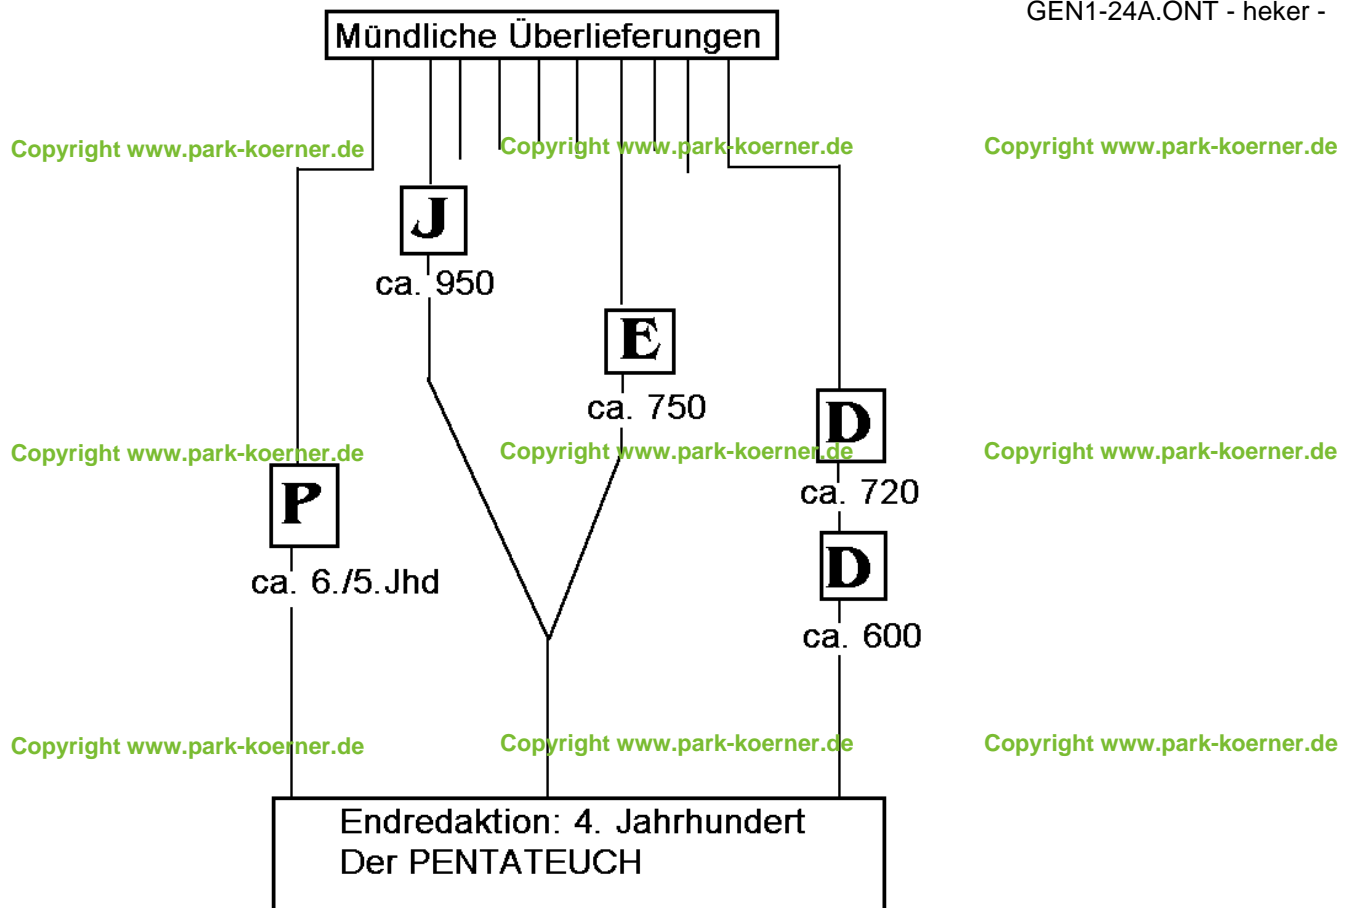 GEN1-24A.ONT - heker -
Mündliche Überlieferungen
Copyright www.park-koerner.de
Copyright www.park-koerner.de
Copyright www.park-koerner.de
J
ca. 950
E
ca. 750
D
Copyright www.park-koerner.de
Copyright www.park-koerner.de
Copyright www.park-koerner.de
ca. 720
P
D
ca. 6./5.Jhd
ca. 600
Copyright www.park-koerner.de
Copyright www.park-koerner.de
Copyright www.park-koerner.de
Endredaktion: 4. Jahrhundert
Der PENTATEUCH